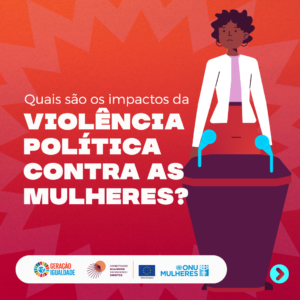 Quais são os impactos da
VIOLÊNCIA
POLÍTICA
CONTRA AS
MULHERES?
GERAÇÃO
IGUALDADE
ONU
MULHERES